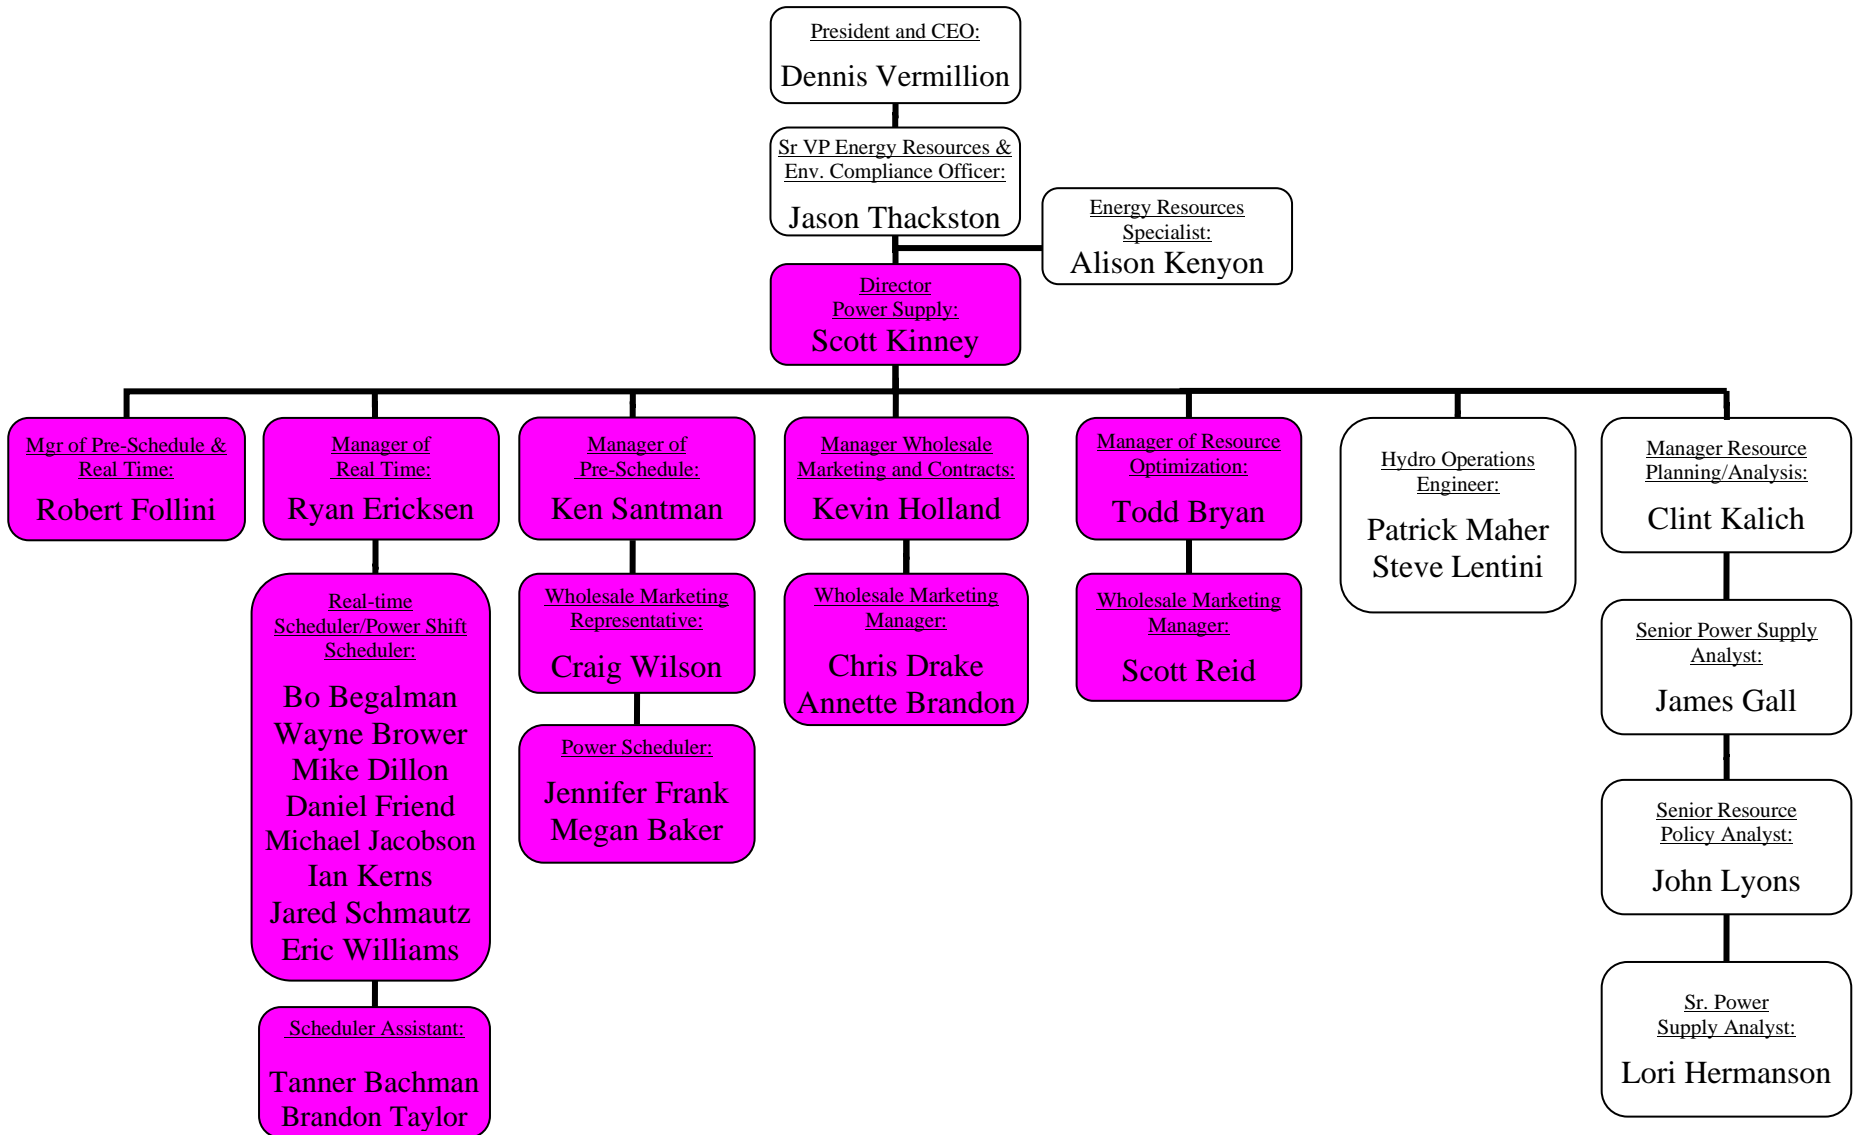 President and CEO:
Dennis Vermillion
Sr VP Energy Resources &
Env. Compliance Officer:
Jason Thackston
Energy Resources
Specialist:
Alison Kenyon
Director
Power Supply:
Scott Kinney
Mgr of Pre-Schedule &
Real Time:
Robert Follini
Manager of
Real Time:
Ryan Ericksen
Manager of
Pre-Schedule:
Ken Santman
Manager Wholesale
Marketing and Contracts:
Kevin Holland
Manager of Resource
Optimization:
Todd Bryan
Hydro Operations
Engineer:
Patrick Maher
Steve Lentini
Manager Resource
Planning/Analysis:
Clint Kalich
Real-time
Scheduler/Power Shift
Scheduler:
Bo Begalman
Wayne Brower
Mike Dillon
Daniel Friend
Michael Jacobson
Ian Kerns
Jared Schmautz
Eric Williams
Scheduler Assistant:
Tanner Bachman
Brandon Taylor
Wholesale Marketing
Representative:
Craig Wilson
Power Scheduler:
Jennifer Frank
Megan Baker
Wholesale Marketing
Manager:
Chris Drake
Annette Brandon
Wholesale Marketing
Manager:
Scott Reid
Senior Power Supply
Analyst:
James Gall
Senior Resource
Policy Analyst:
John Lyons
Sr. Power
Supply Analyst:
Lori Hermanson